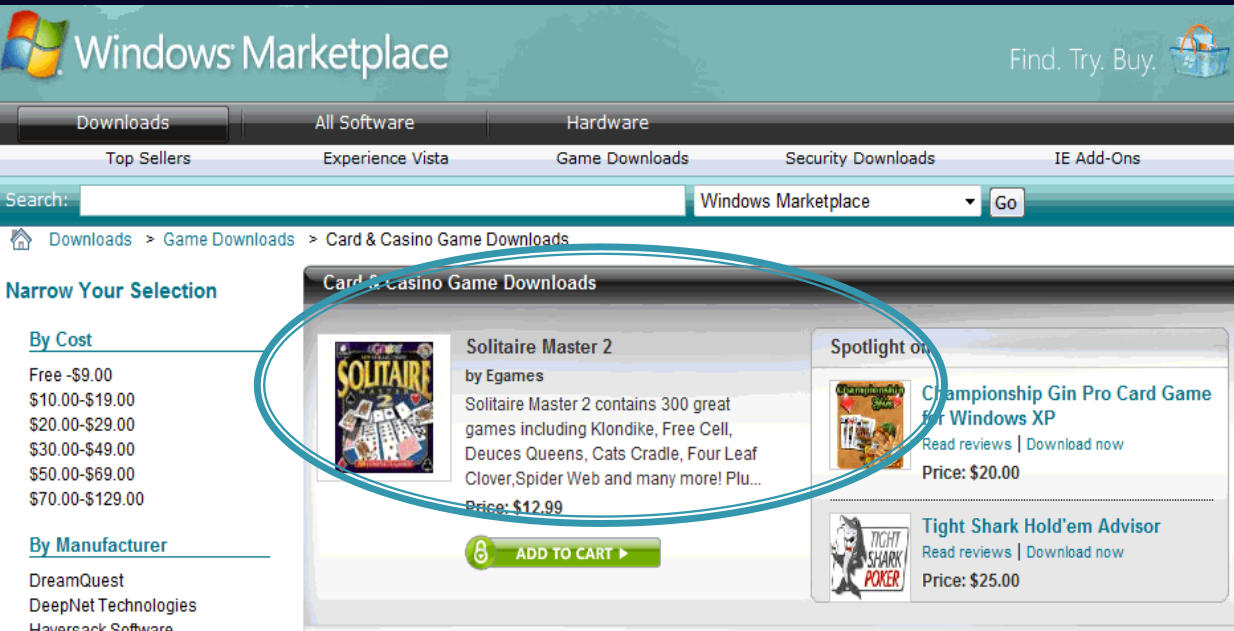 Windows Marketplace
Find. Try. Buy.
Downloads All Software Hardware
Top Sellers Experience Vista Game Downloads Security Downloads IE Add-Ons
Search: Windows Marketplace Go
Downloads > Game Downloads > Card & Casino Game Downloads
Narrow Your Selection
By Cost
Free -$9.00
$10.00-$19.00
$20.00-$29.00
$30.00-$49.00
$50.00-$69.00
$70.00-$129.00
By Manufacturer
DreamQuest
DeepNet Technologies
Haversack Software
Card & Casino Game Downloads
SOLITAIRE
MASTER
2
Solitaire Master 2
by Egames
Solitaire Master 2 contains 300 great
games including Klondike, Free Cell,
Deuces Queens, Cats Cradle, Four Leaf
Clover,Spider Web and many more! Plu...
Price: $12.99
ADD TO CART
Spotlight on
Championship
Gin
Championship Gin Pro Card Game
for Windows XP
Read reviews | Download now
Price: $20.00
TIGHT
SHARK
POKER
Tight Shark Hold'em Advisor
Read reviews | Download now
Price: $25.00